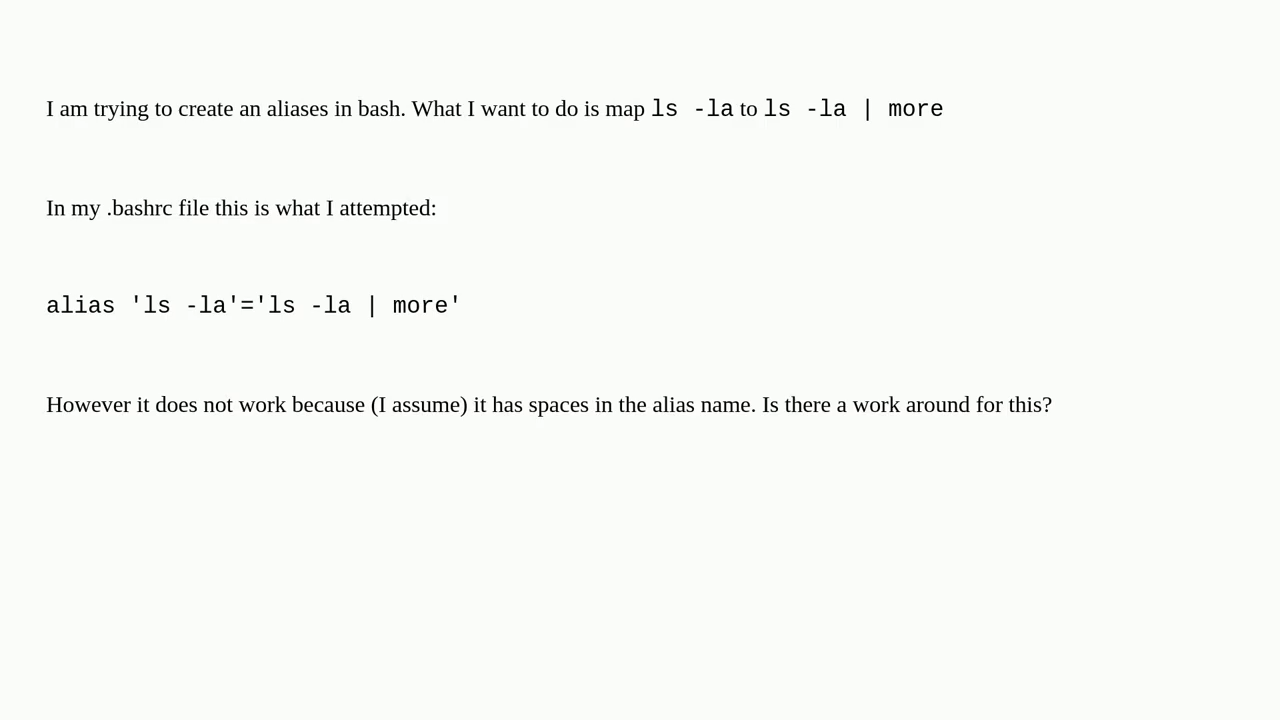 I am trying to create an aliases in bash. What I want to do is map ls -la to ls -la | more
In my .bashrc file this is what I attempted:
alias 'ls -la'='ls -la | more'
However it does not work because (I assume) it has spaces in the alias name. Is there a work around for this?